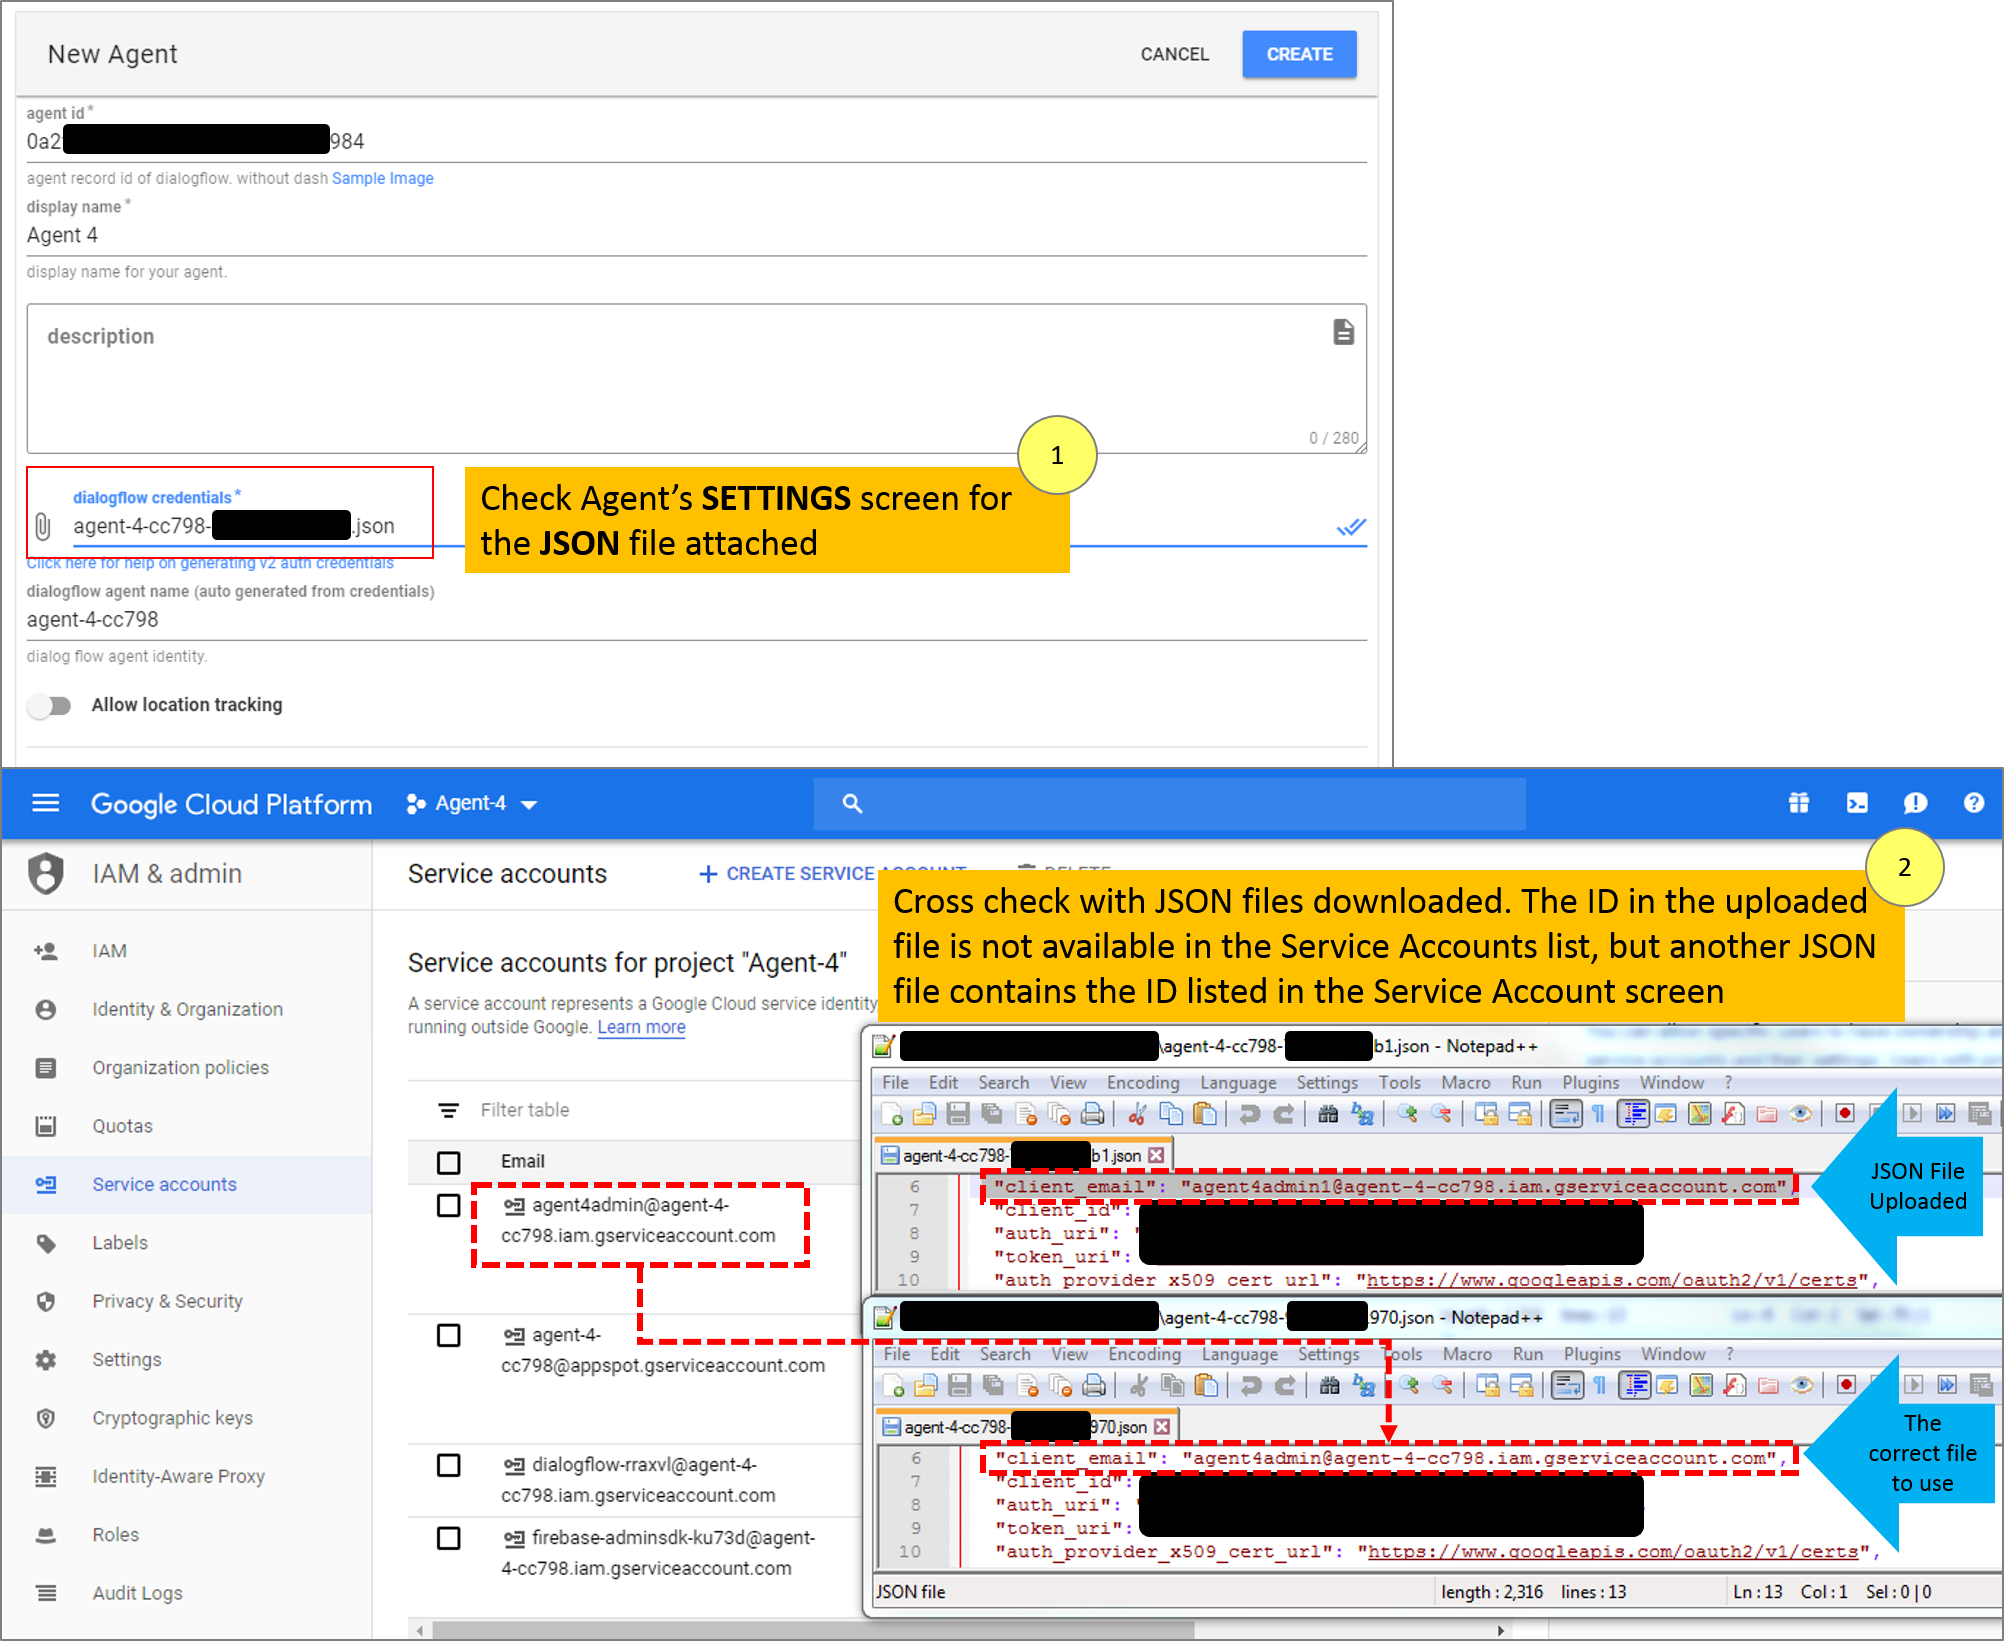 New Agent
CANCEL
CREATE
agent id *
0a2
984
agent record id of dialogflow. without dash Sample Image
display name *
Agent 4
display name for your agent.
description
0 / 280
1
dialogflow credentials *
agent-4-cc798-
.json
Check Agent's SETTINGS screen for
the JSON file attached
Click here for help on generating v2 auth credentials
dialogflow agent name (auto generated from credentials)
agent-4-cc798
dialog flow agent identity.
Allow location tracking
Google Cloud Platform
Agent-4
IAM & admin
Service accounts
CREATE SERVICE ACCOUNT
DELETE
2
Cross check with JSON files downloaded. The ID in the uploaded
file is not available in the Service Accounts list, but another JSON
file contains the ID listed in the Service Account screen
IAM
Identity & Organization
Organization policies
Quotas
Service accounts
Labels
Privacy & Security
Settings
Cryptographic keys
Identity-Aware Proxy
Roles
Audit Logs
Service accounts for project "Agent-4"
A service account represents a Google Cloud service identity,
running outside Google. Learn more
Filter table
Email
agent4admin@agent-4-
cc798.iam.gserviceaccount.com
agent-4-
cc798@appspot.gserviceaccount.com
dialogflow-rraxvl@agent-4-
cc798.iam.gserviceaccount.com
firebase-adminsdk-ku73d@agent-
4-cc798.iam.gserviceaccount.com
\agent-4-cc798-
b1.json - Notepad++
File Edit Search View Encoding Language Settings Tools Macro Run Plugins Window ?
agent-4-cc798-
b1.json
6 "client_email": "agent4admin1@agent-4-cc798.iam.gserviceaccount.com",
7 "client_id":
8 "auth_uri": "
9 "token_uri":
10 "auth_provider_x509_cert_url": "https://www.googleapis.com/oauth2/v1/certs",
JSON File
Uploaded
\agent-4-cc798-
970.json - Notepad++
File Edit Search View Encoding Language Settings Tools Macro Run Plugins Window ?
agent-4-cc798-
970.json
6 "client_email": "agent4admin@agent-4-cc798.iam.gserviceaccount.com",
7 "client_id":
8 "auth_uri": "
9 "token_uri":
10 "auth_provider_x509_cert_url": "https://www.googleapis.com/oauth2/v1/certs",
The
correct file
to use
JSON file
length : 2,316 lines : 13
Ln : 13 Col : 1 Sel : 0 | 0